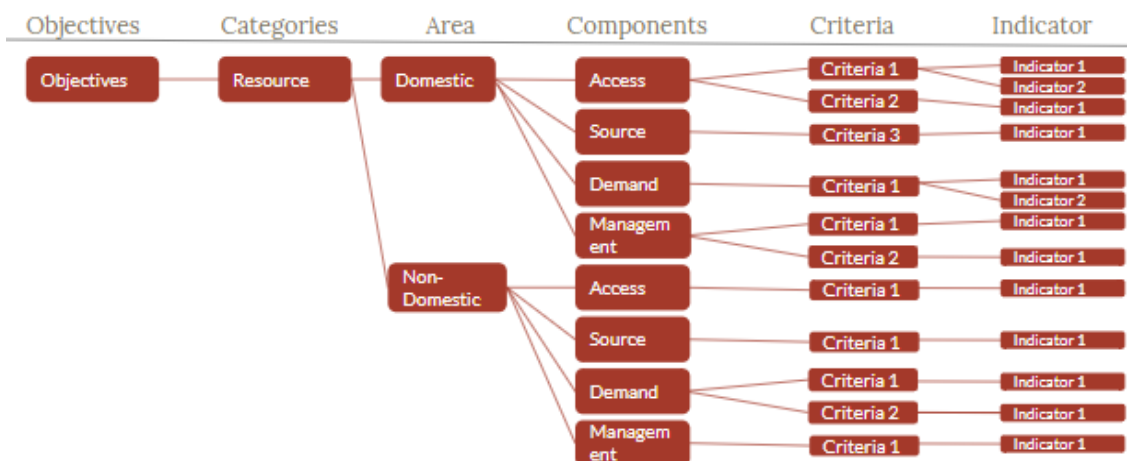 Objectives Categories Area Components Criteria Indicator
Objectives Resource Domestic Access Criteria 1 Indicator 1
Indicator 2
Criteria 2 Indicator 1
Source Criteria 3 Indicator 1
Demand Criteria 1 Indicator 1
Indicator 2
Managem
ent
Criteria 1 Indicator 1
Criteria 2 Indicator 1
Non-
Domestic
Access Criteria 1 Indicator 1
Source Criteria 1 Indicator 1
Demand Criteria 1 Indicator 1
Criteria 2 Indicator 1
Managem
ent
Criteria 1 Indicator 1